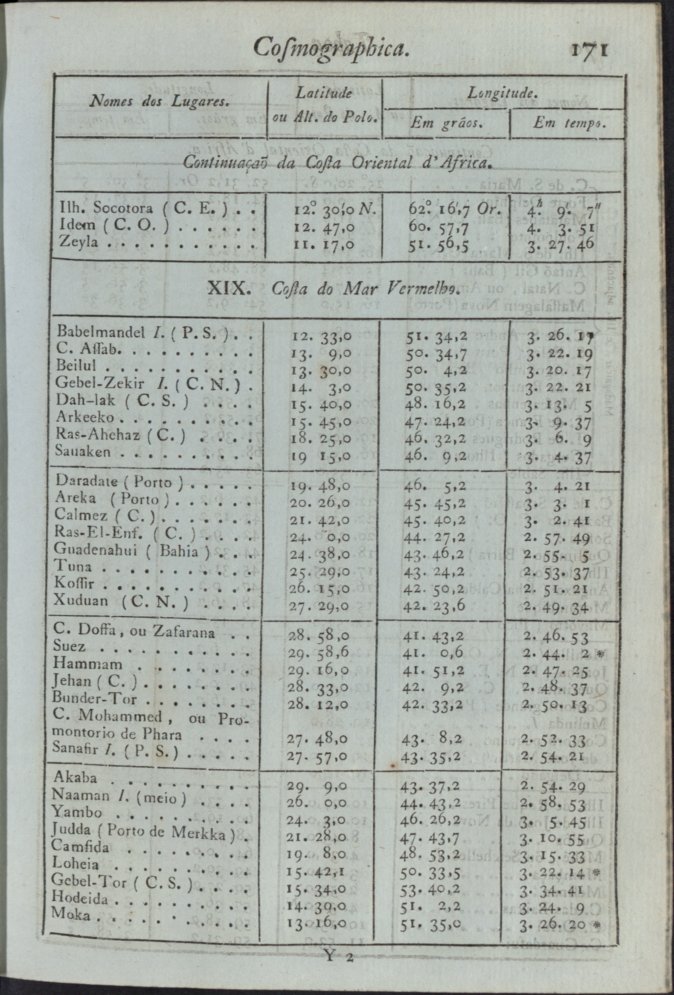 Cosmographica. 171
Nomes dos Lugares. Latitude ou Alt. do Polo. Longitude.
Em gráos. Em tempo.
Continuaçaõ da Costa Oriental d'Africa.
Ilh. Socotora ( C. E. ) . . 12.° 30,'0 N. 62.° 16,'7 Or. 4.h 9.' 7"
Idem ( C. O. ) . . . . . . 12. 47,0 60. 57,7 4. 3. 51
Zeyla . . . . . . . . . . . 11. 17,0 51. 56,5 3. 27. 46
XIX. Costa do Mar Vermelho.
Babelmandel I. ( P. S. ) . . 12. 33,0 51. 34,2 3. 26. 17
C. Assab. . . . . . . . . . 13. 9,0 50. 34,7 3. 22. 19
Beilul . . . . . . . . . . . 13. 30,0 50. 4,2 3. 20. 17
Gebel-Zekir I. ( C. N. ) . 14. 3,0 50. 35,2 3. 22. 21
Dah-lak ( C. S. ) . . . . 15. 40,0 48. 16,2 3. 13. 5
Arkeeko . . . . . . . . . . 15. 45,0 47. 24,2 3. 9. 37
Ras-Ahehaz ( C. ) . . . . 18. 25,0 46. 32,2 3. 6. 9
Sauaken . . . . . . . . . . 19 15,0 46. 9,2 3. 4. 37
Daradate ( Porto ) . . . . . 19. 48,0 46. 5,2 3. 4. 21
Areka ( Porto ) . . . . . . 20. 26,0 45. 45,2 3. 3. 1
Calmez ( C. ) . . . . . . . 21. 42,0 45. 40,2 3. 2. 41
Ras-El-Enf. ( C. ) . . . . 24. 0,0 44. 27,2 2. 57. 49
Guadenahui ( Bahia ) . . . 24. 38,0 43. 46,2 2. 55. 5
Tuna . . . . . . . . . . . 25. 29,0 43. 24,2 2. 53. 37
Kossir . . . . . . . . . . . 26. 15,0 42. 50,2 2. 51. 21
Xuduan ( C. N. ) . . . . . 27. 29,0 42. 23,6 2. 49. 34
C. Dossa, ou Zafarana . . 28. 58,0 41. 43,2 2. 46. 53
Suez . . . . . . . . . . . 29. 58,6 41. 0,6 2. 44. 2 *
Hammam . . . . . . . . 29. 16,0 41. 51,2 2. 47. 25
Jehan ( C. ) . . . . . . . . 28. 33,0 42. 9,2 2. 48. 37
Bunder-Tor . . . . . . . . 28. 12,0 42. 33,2 2. 50. 13
C. Mohammed, ou Pro-
montorio de Phara . . . . 27. 48,0 43. 8,2 2. 52. 33
Sanafir I. ( P. S. ) . . . . . 27. 57,0 43. 35,2 2. 54. 21
Akaba . . . . . . . . . . 29. 9,0 43. 37,2 2. 54. 29
Naaman I. (meio) . . . . 26. 0,0 44. 43,2 2. 58. 53
Yambo . . . . . . . . . . 24. 3,0 46. 26,2 3. 5. 45
Judda ( Porto de Merkka ) . 21. 28,0 47. 43,7 3. 10. 55
Camfida . . . . . . . . . 19. 8,0 48. 53,2 3. 15. 33
Loheia . . . . . . . . . . 15. 42,1 50. 33,5 3. 22. 14 *
Gebel-Tor ( C. S. ) . . . . 15. 34,0 53. 40,2 3. 34. 41
Hodeida . . . . . . . . . . 14. 39,0 51. 2,2 3. 24. 9
Moka . . . . . . . . . . . 13. 16,0 51. 35,0 3. 26. 20 *
Y 2